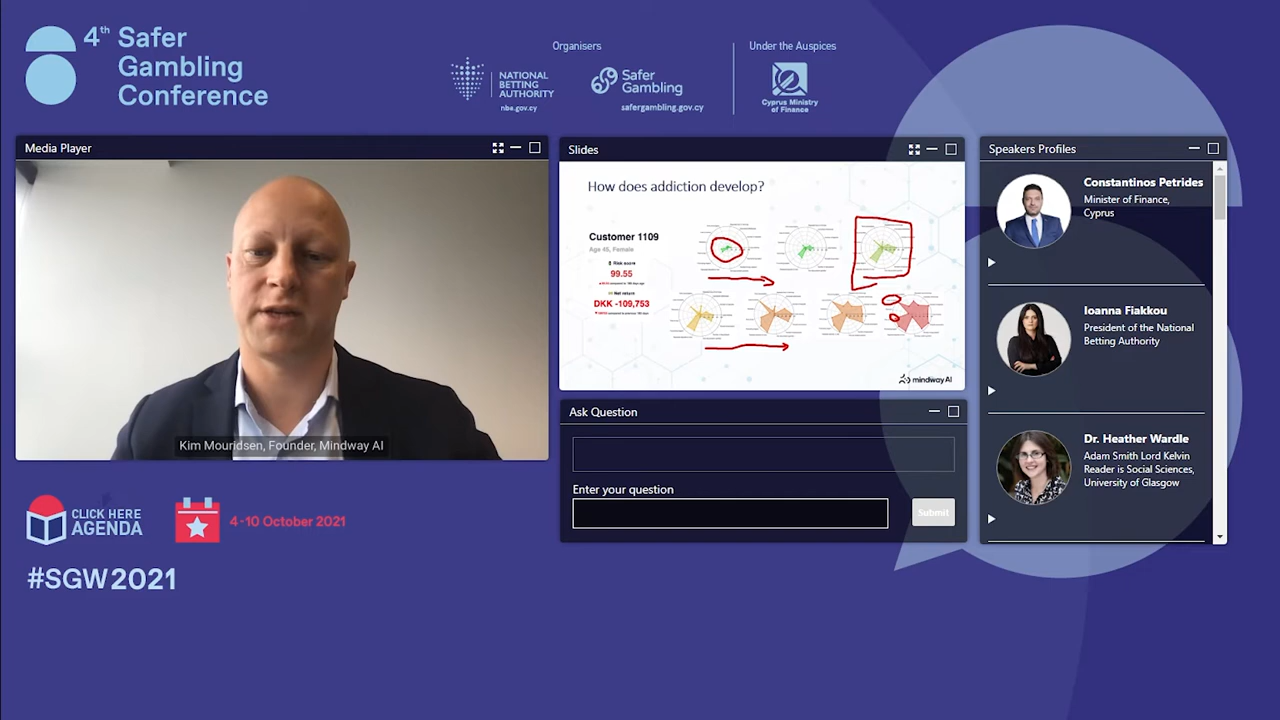 4th Safer
Gambling
Conference
Organisers
NATIONAL
BETTING
AUTHORITY
nba.gov.cy
Safer
Gambling
safergambling.gov.cy
Under the Auspices
Cyprus Ministry
of Finance
Media Player
Kim Mouridsen, Founder, Mindway AI
Slides
How does addiction develop?
Customer 1109
Age 45, Female
Risk score
99.55
Net return
DKK -109,753
mindway AI
Ask Question
Enter your question
Submit
Speakers Profiles
Constantinos Petrides
Minister of Finance,
Cyprus
Ioanna Fiakkou
President of the National
Betting Authority
Dr. Heather Wardle
Adam Smith Lord Kelvin
Reader is Social Sciences,
University of Glasgow
CLICK HERE
AGENDA
4-10 October 2021
#SGW2021